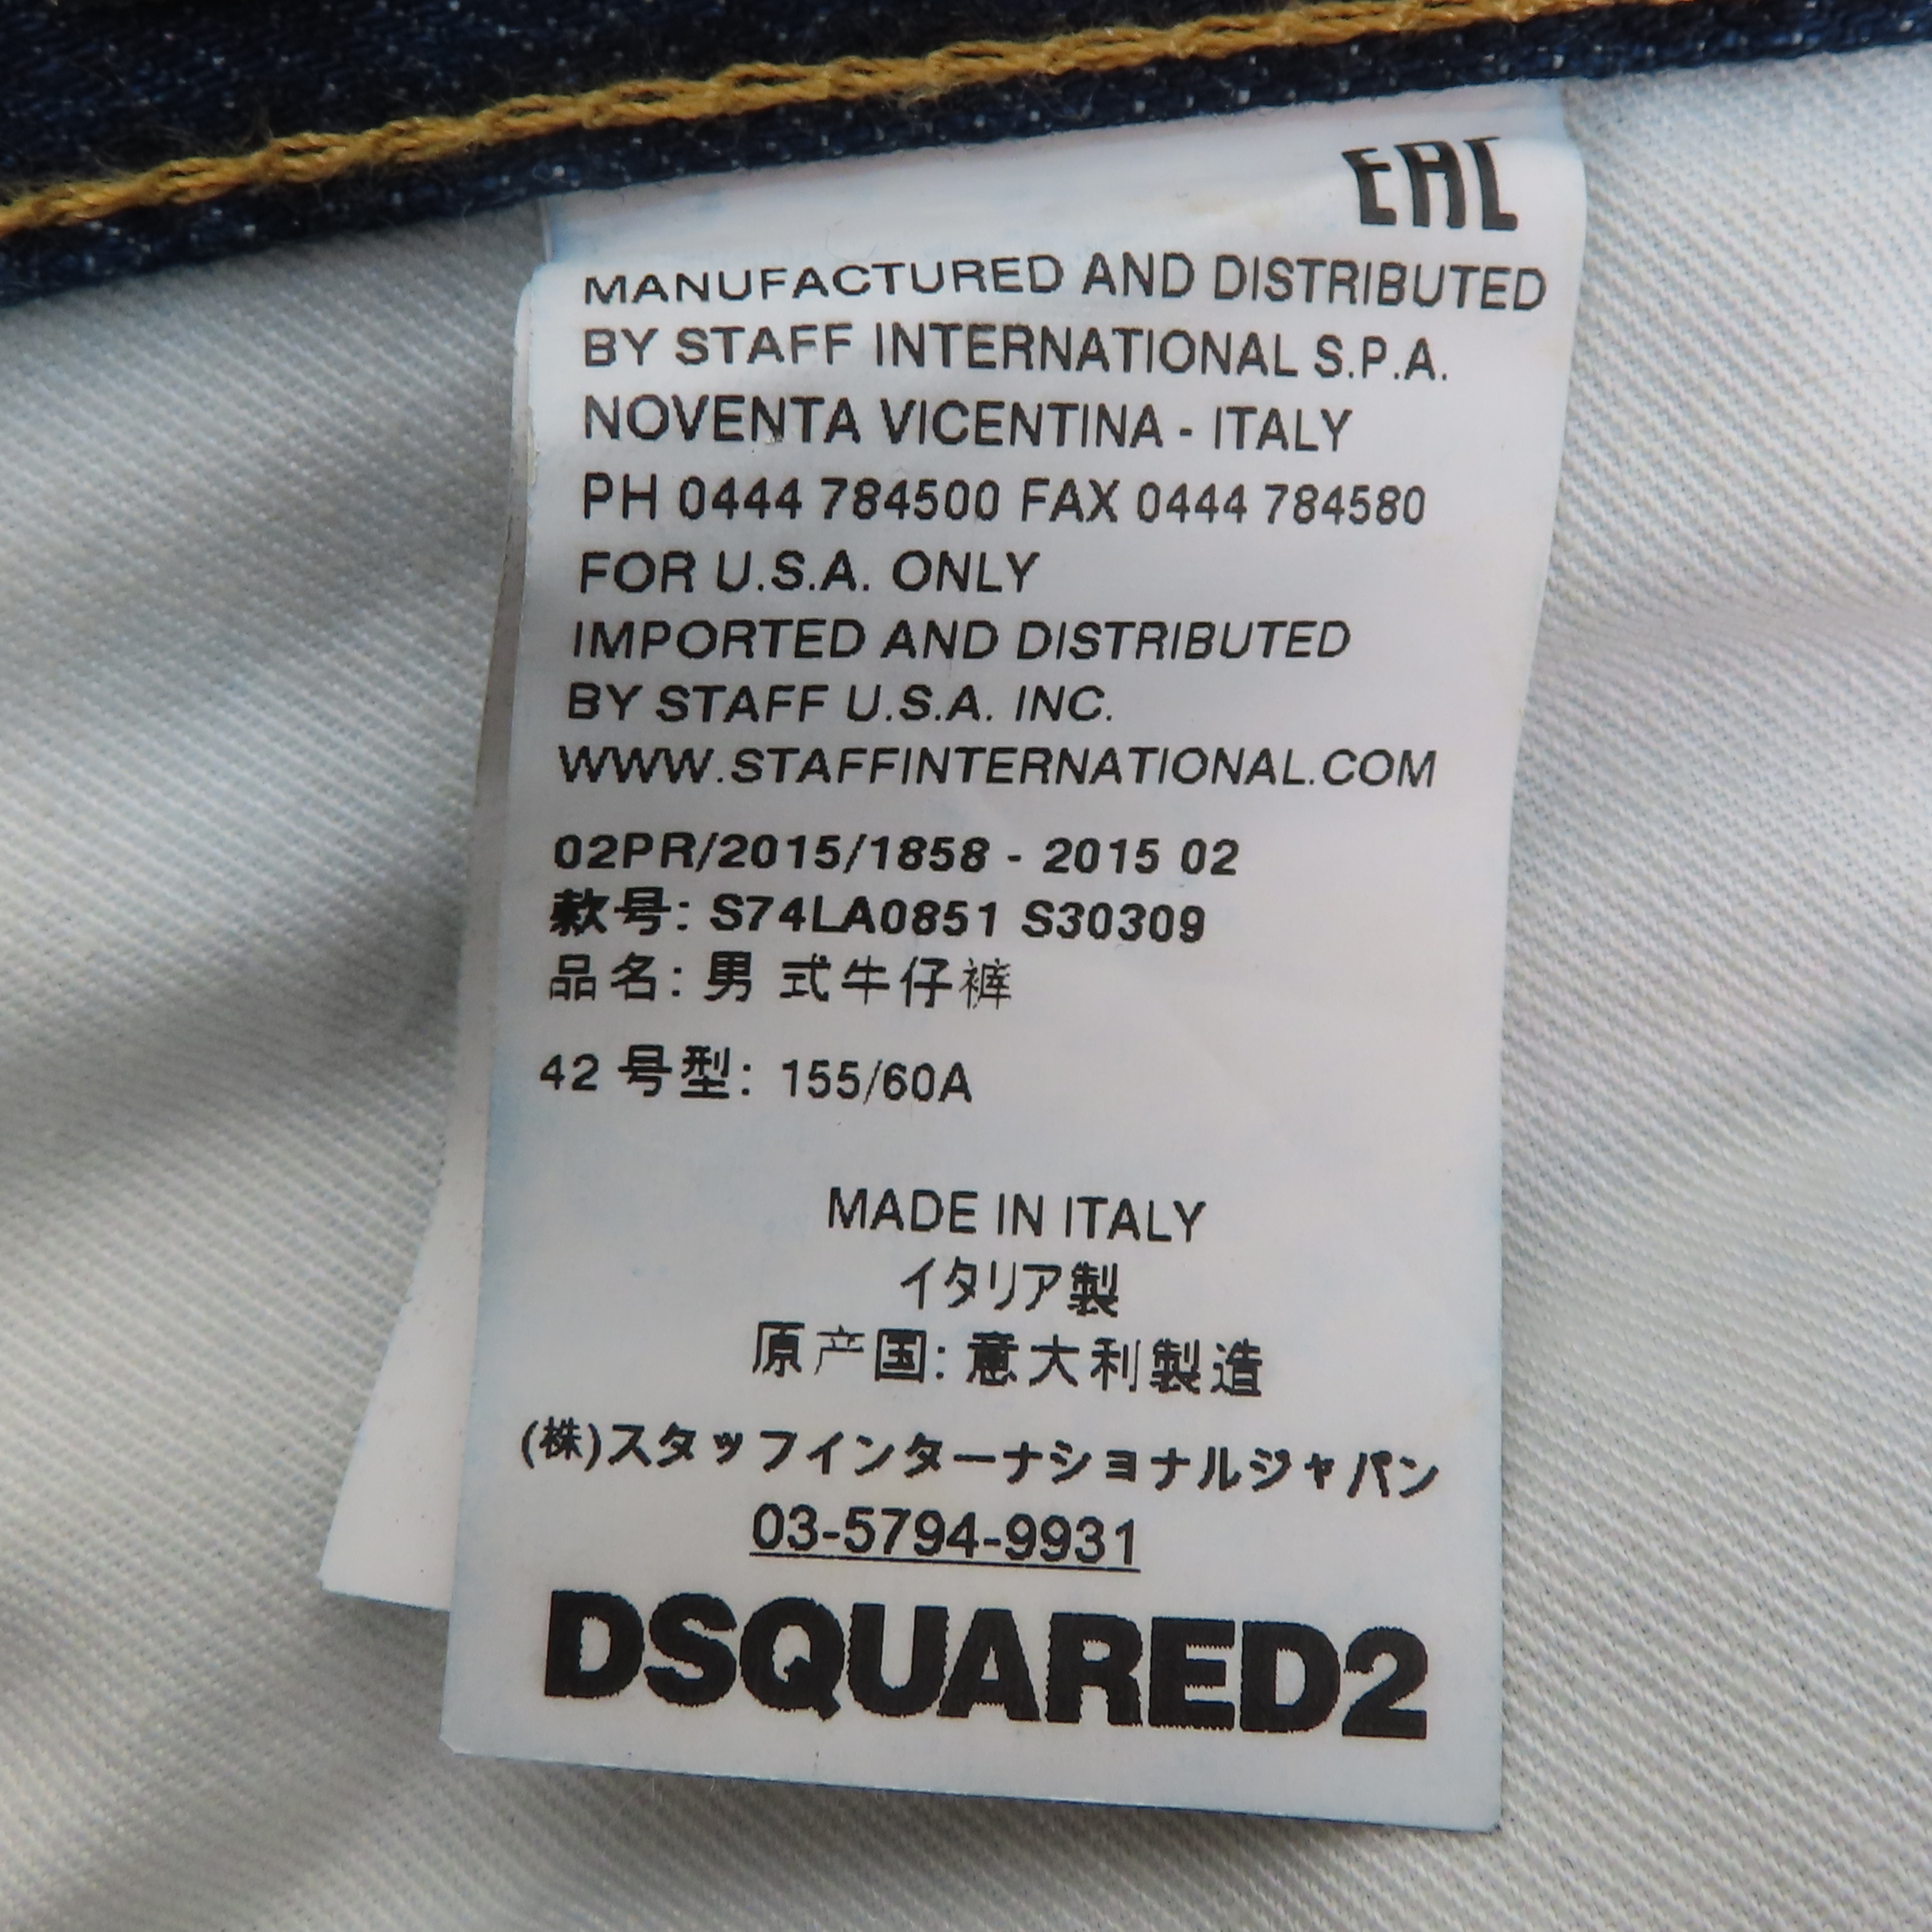 EAC
MANUFACTURED AND DISTRIBUTED
BY STAFF INTERNATIONAL S.P.A.
NOVENTA VICENTINA - ITALY
PH 0444 784500 FAX 0444 784580
FOR U.S.A. ONLY
IMPORTED AND DISTRIBUTED
BY STAFF U.S.A. INC.
WWW.STAFFINTERNATIONAL.COM
02PR/2015/1858 - 2015 02
款号: S74LA0851 S30309
品名: 男 式牛仔裤
42 号型: 155/60A
MADE IN ITALY
イタリア製
原产国: 意大利製造
(株)スタッフインターナショナルジャパン
03-5794-9931
DSQUARED2